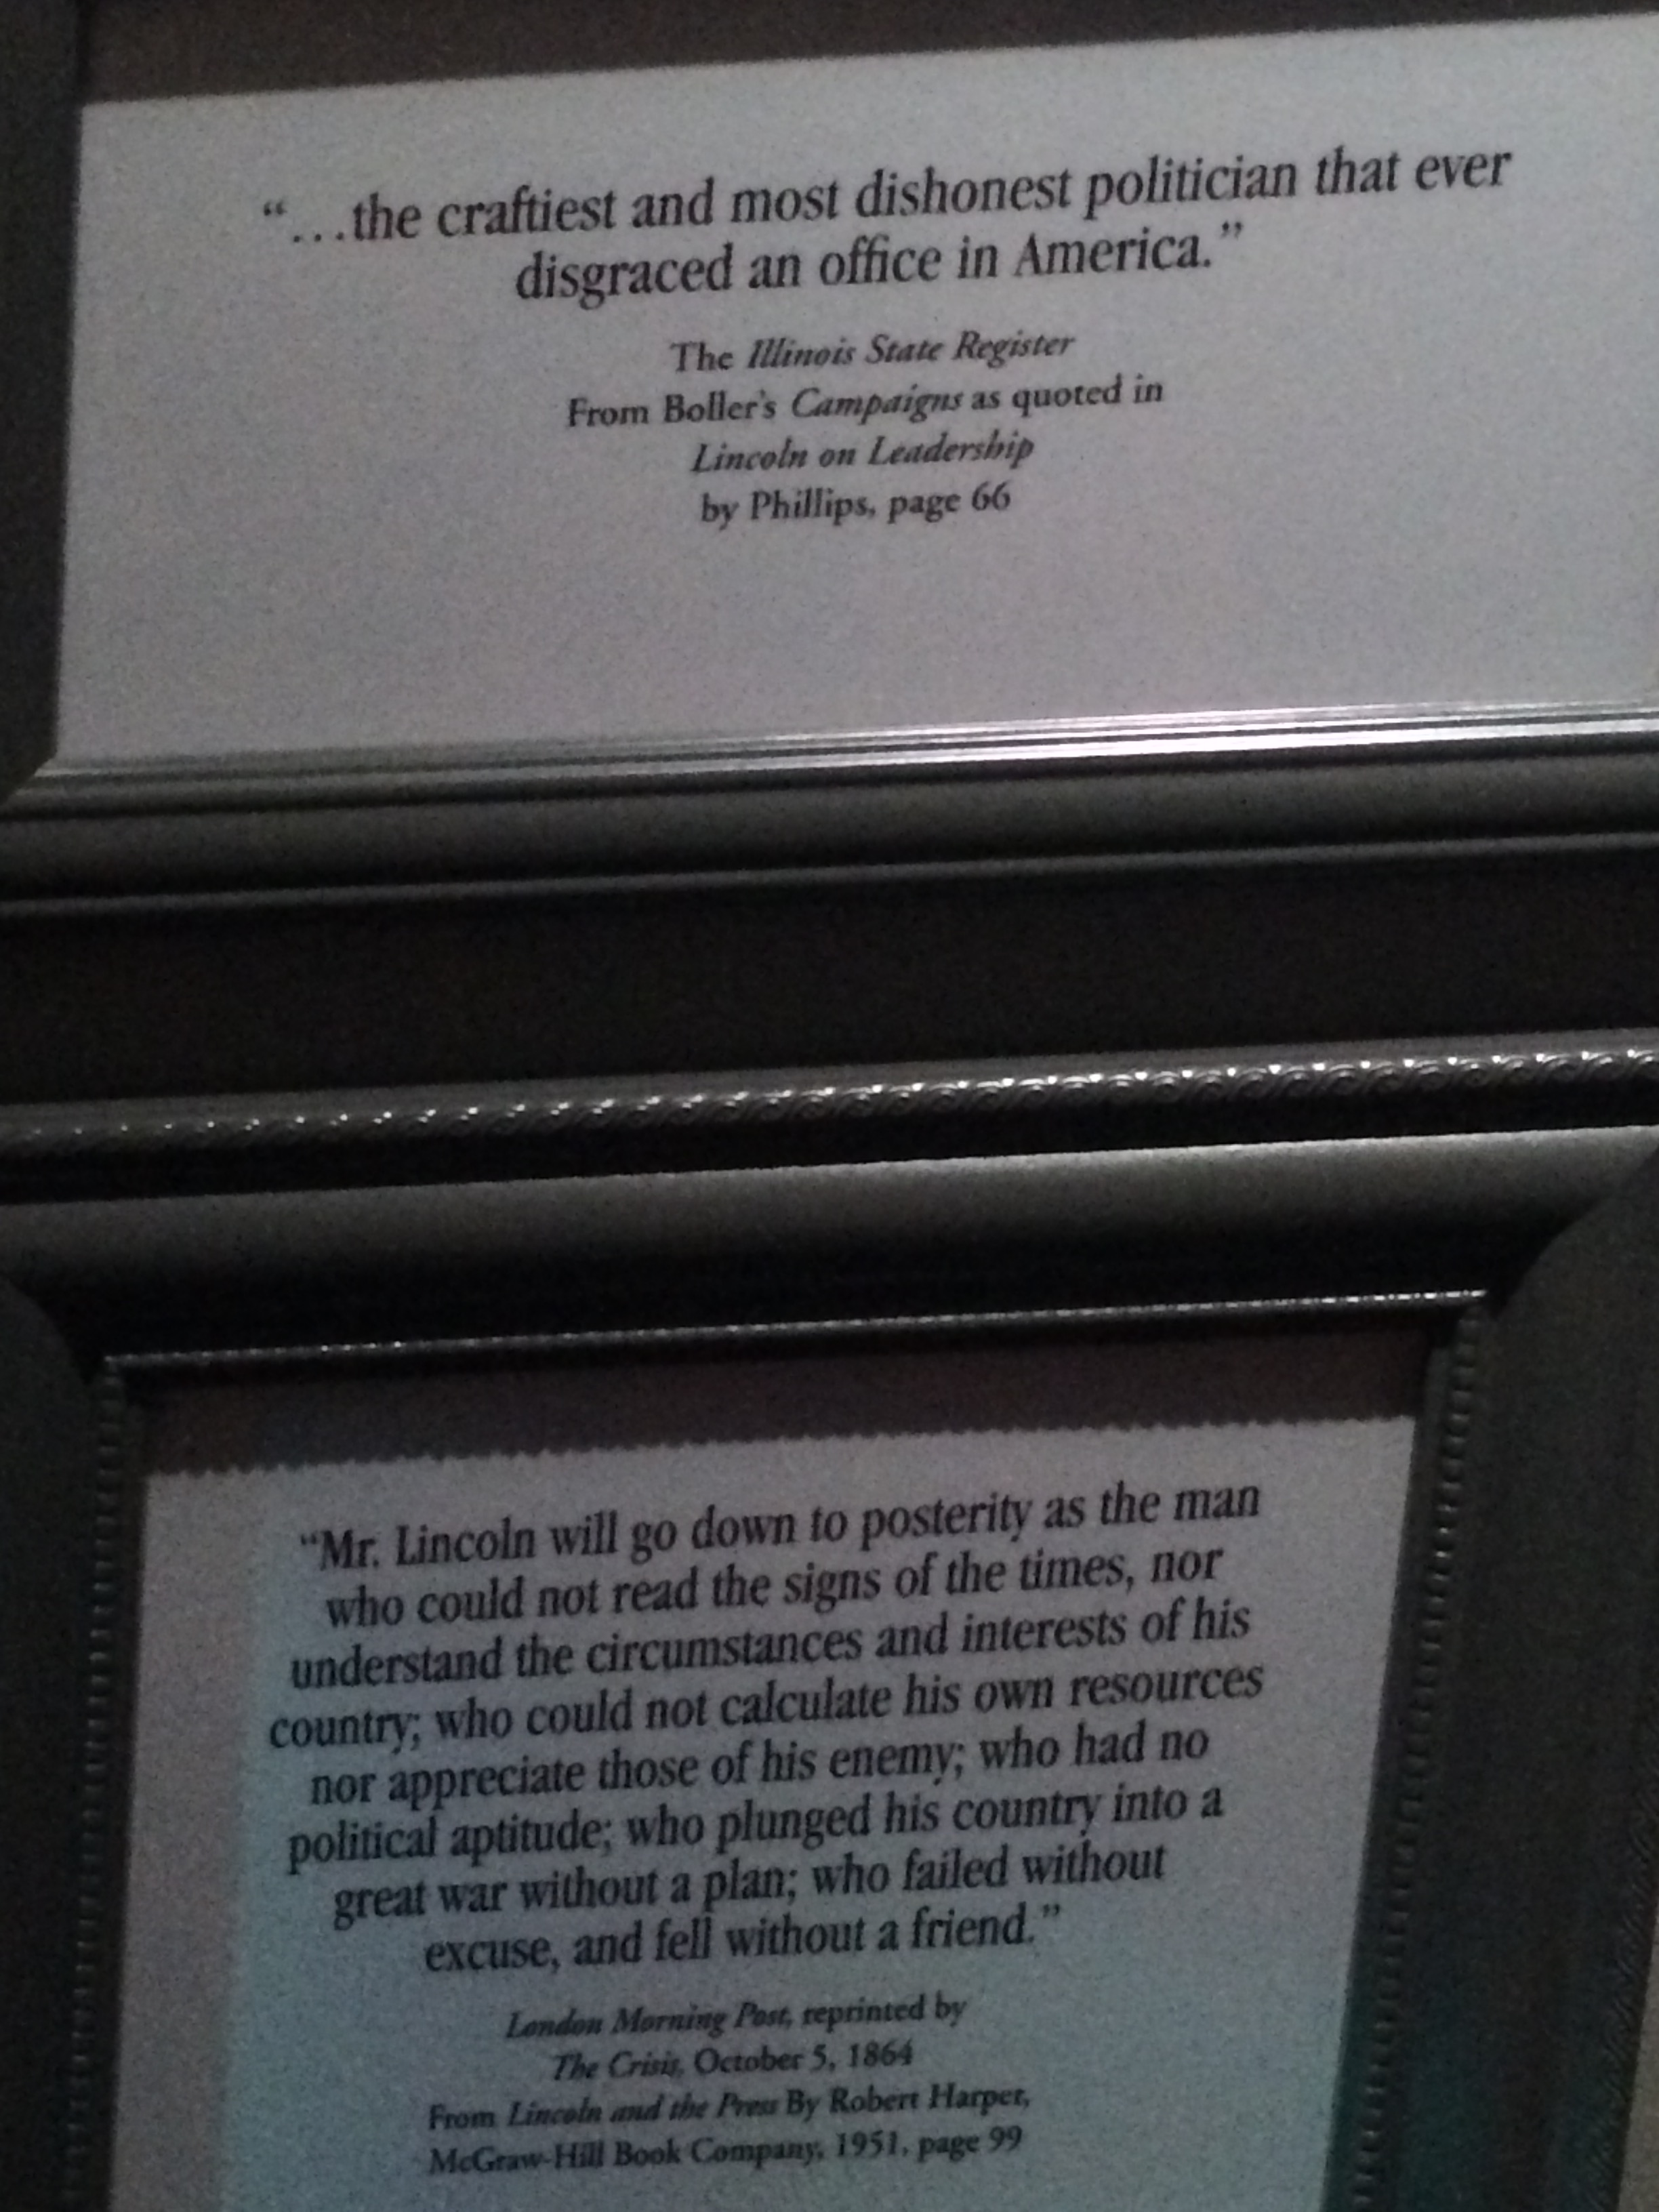 “...the craftiest and most dishonest politician that ever
disgraced an office in America.”
The Illinois State Register
From Boller's Campaigns as quoted in
Lincoln on Leadership
by Phillips, page 66
“Mr. Lincoln will go down to posterity as the man
who could not read the signs of the times, nor
understand the circumstances and interests of his
country; who could not calculate his own resources
nor appreciate those of his enemy; who had no
political aptitude; who plunged his country into a
great war without a plan; who failed without
excuse, and fell without a friend.”
London Morning Post, reprinted by
The Crisis, October 5, 1864
From Lincoln and the Press By Robert Harper,
McGraw-Hill Book Company, 1951, page 99